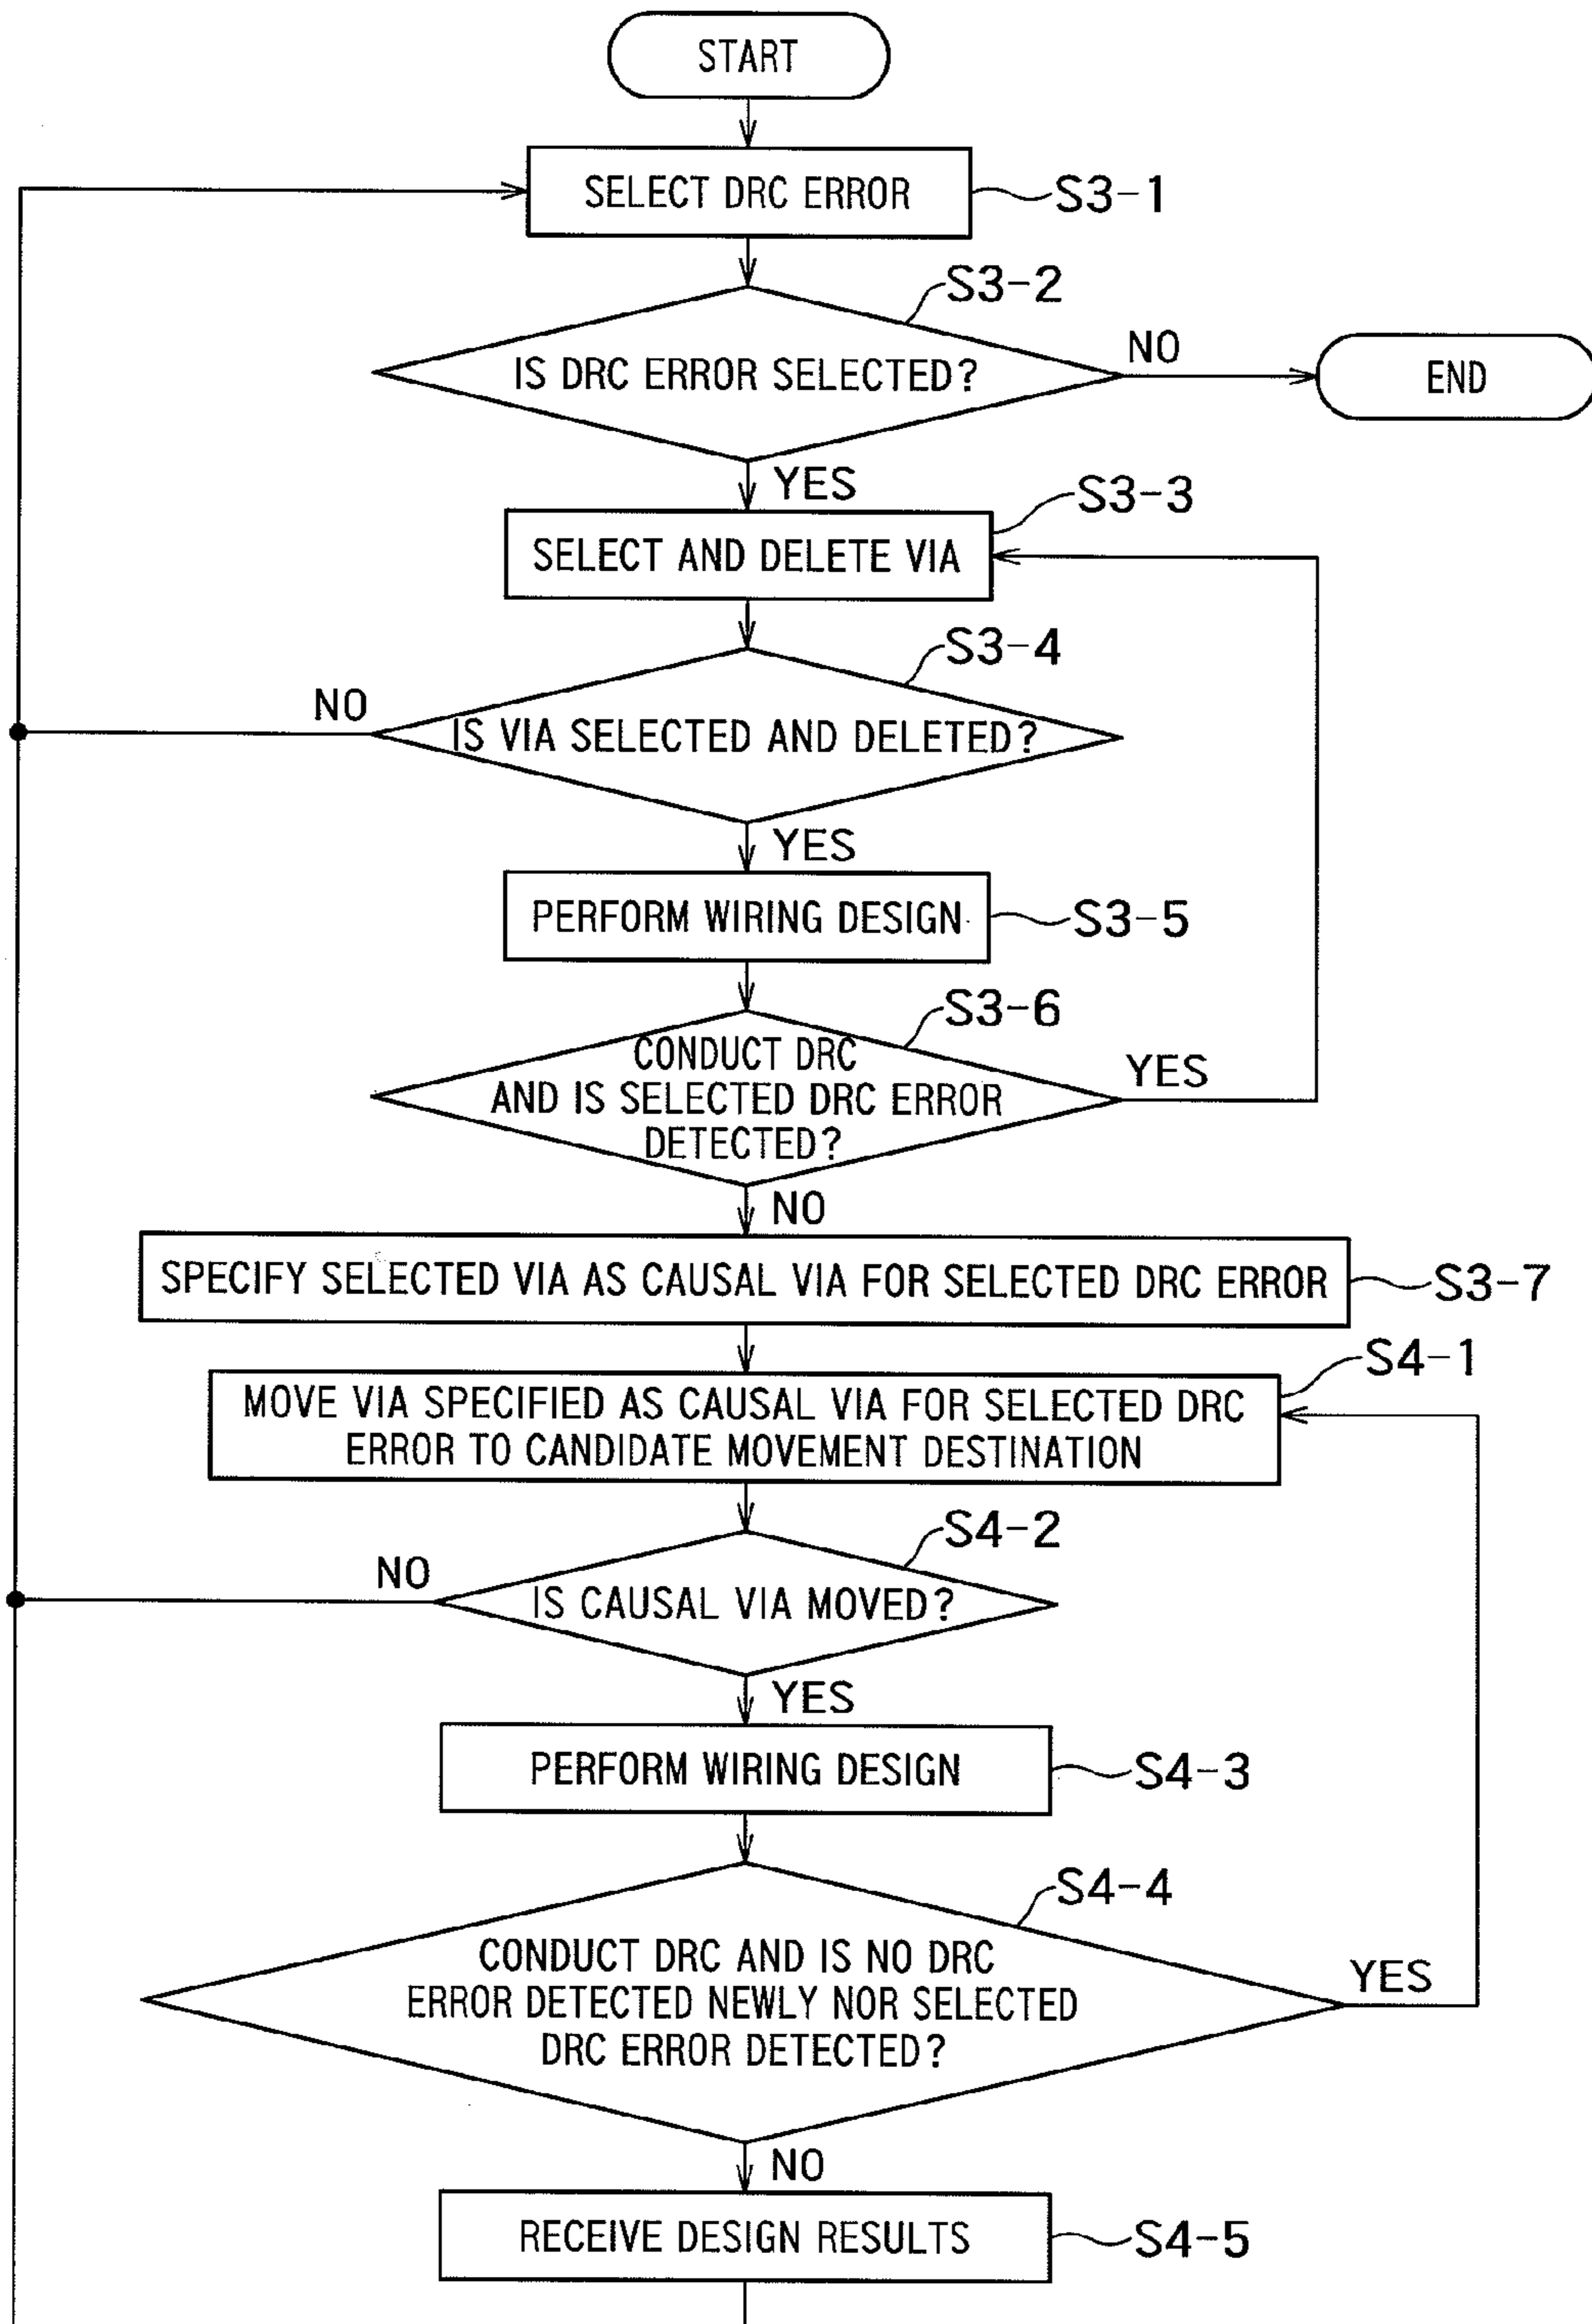 START
SELECT DRC ERROR
S3-1
S3-2
IS DRC ERROR SELECTED?
NO
END
YES
S3-3
SELECT AND DELETE VIA
S3-4
NO
IS VIA SELECTED AND DELETED?
YES
PERFORM WIRING DESIGN
S3-5
S3-6
CONDUCT DRC
AND IS SELECTED DRC ERROR
DETECTED?
YES
NO
SPECIFY SELECTED VIA AS CAUSAL VIA FOR SELECTED DRC ERROR
S3-7
S4-1
MOVE VIA SPECIFIED AS CAUSAL VIA FOR SELECTED DRC
ERROR TO CANDIDATE MOVEMENT DESTINATION
S4-2
NO
IS CAUSAL VIA MOVED?
YES
PERFORM WIRING DESIGN
S4-3
S4-4
CONDUCT DRC AND IS NO DRC
ERROR DETECTED NEWLY NOR SELECTED
DRC ERROR DETECTED?
YES
NO
RECEIVE DESIGN RESULTS
S4-5